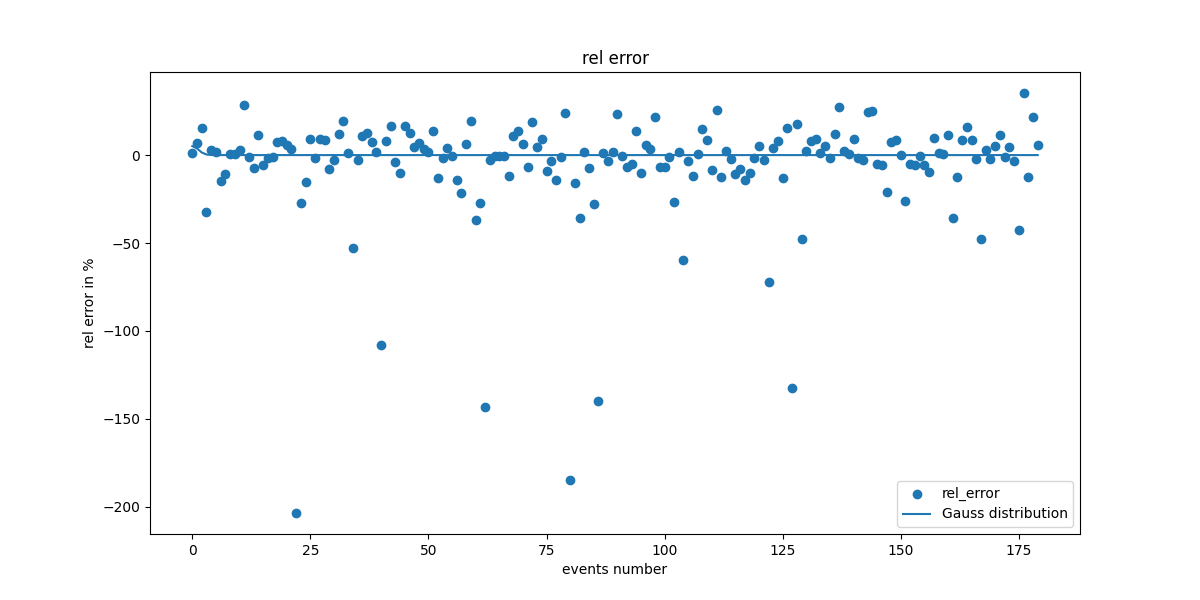 rel error
rel error in %
0
−50
−100
−150
−200
0
25
50
75
100
125
150
175
events number
rel_error
Gauss distribution